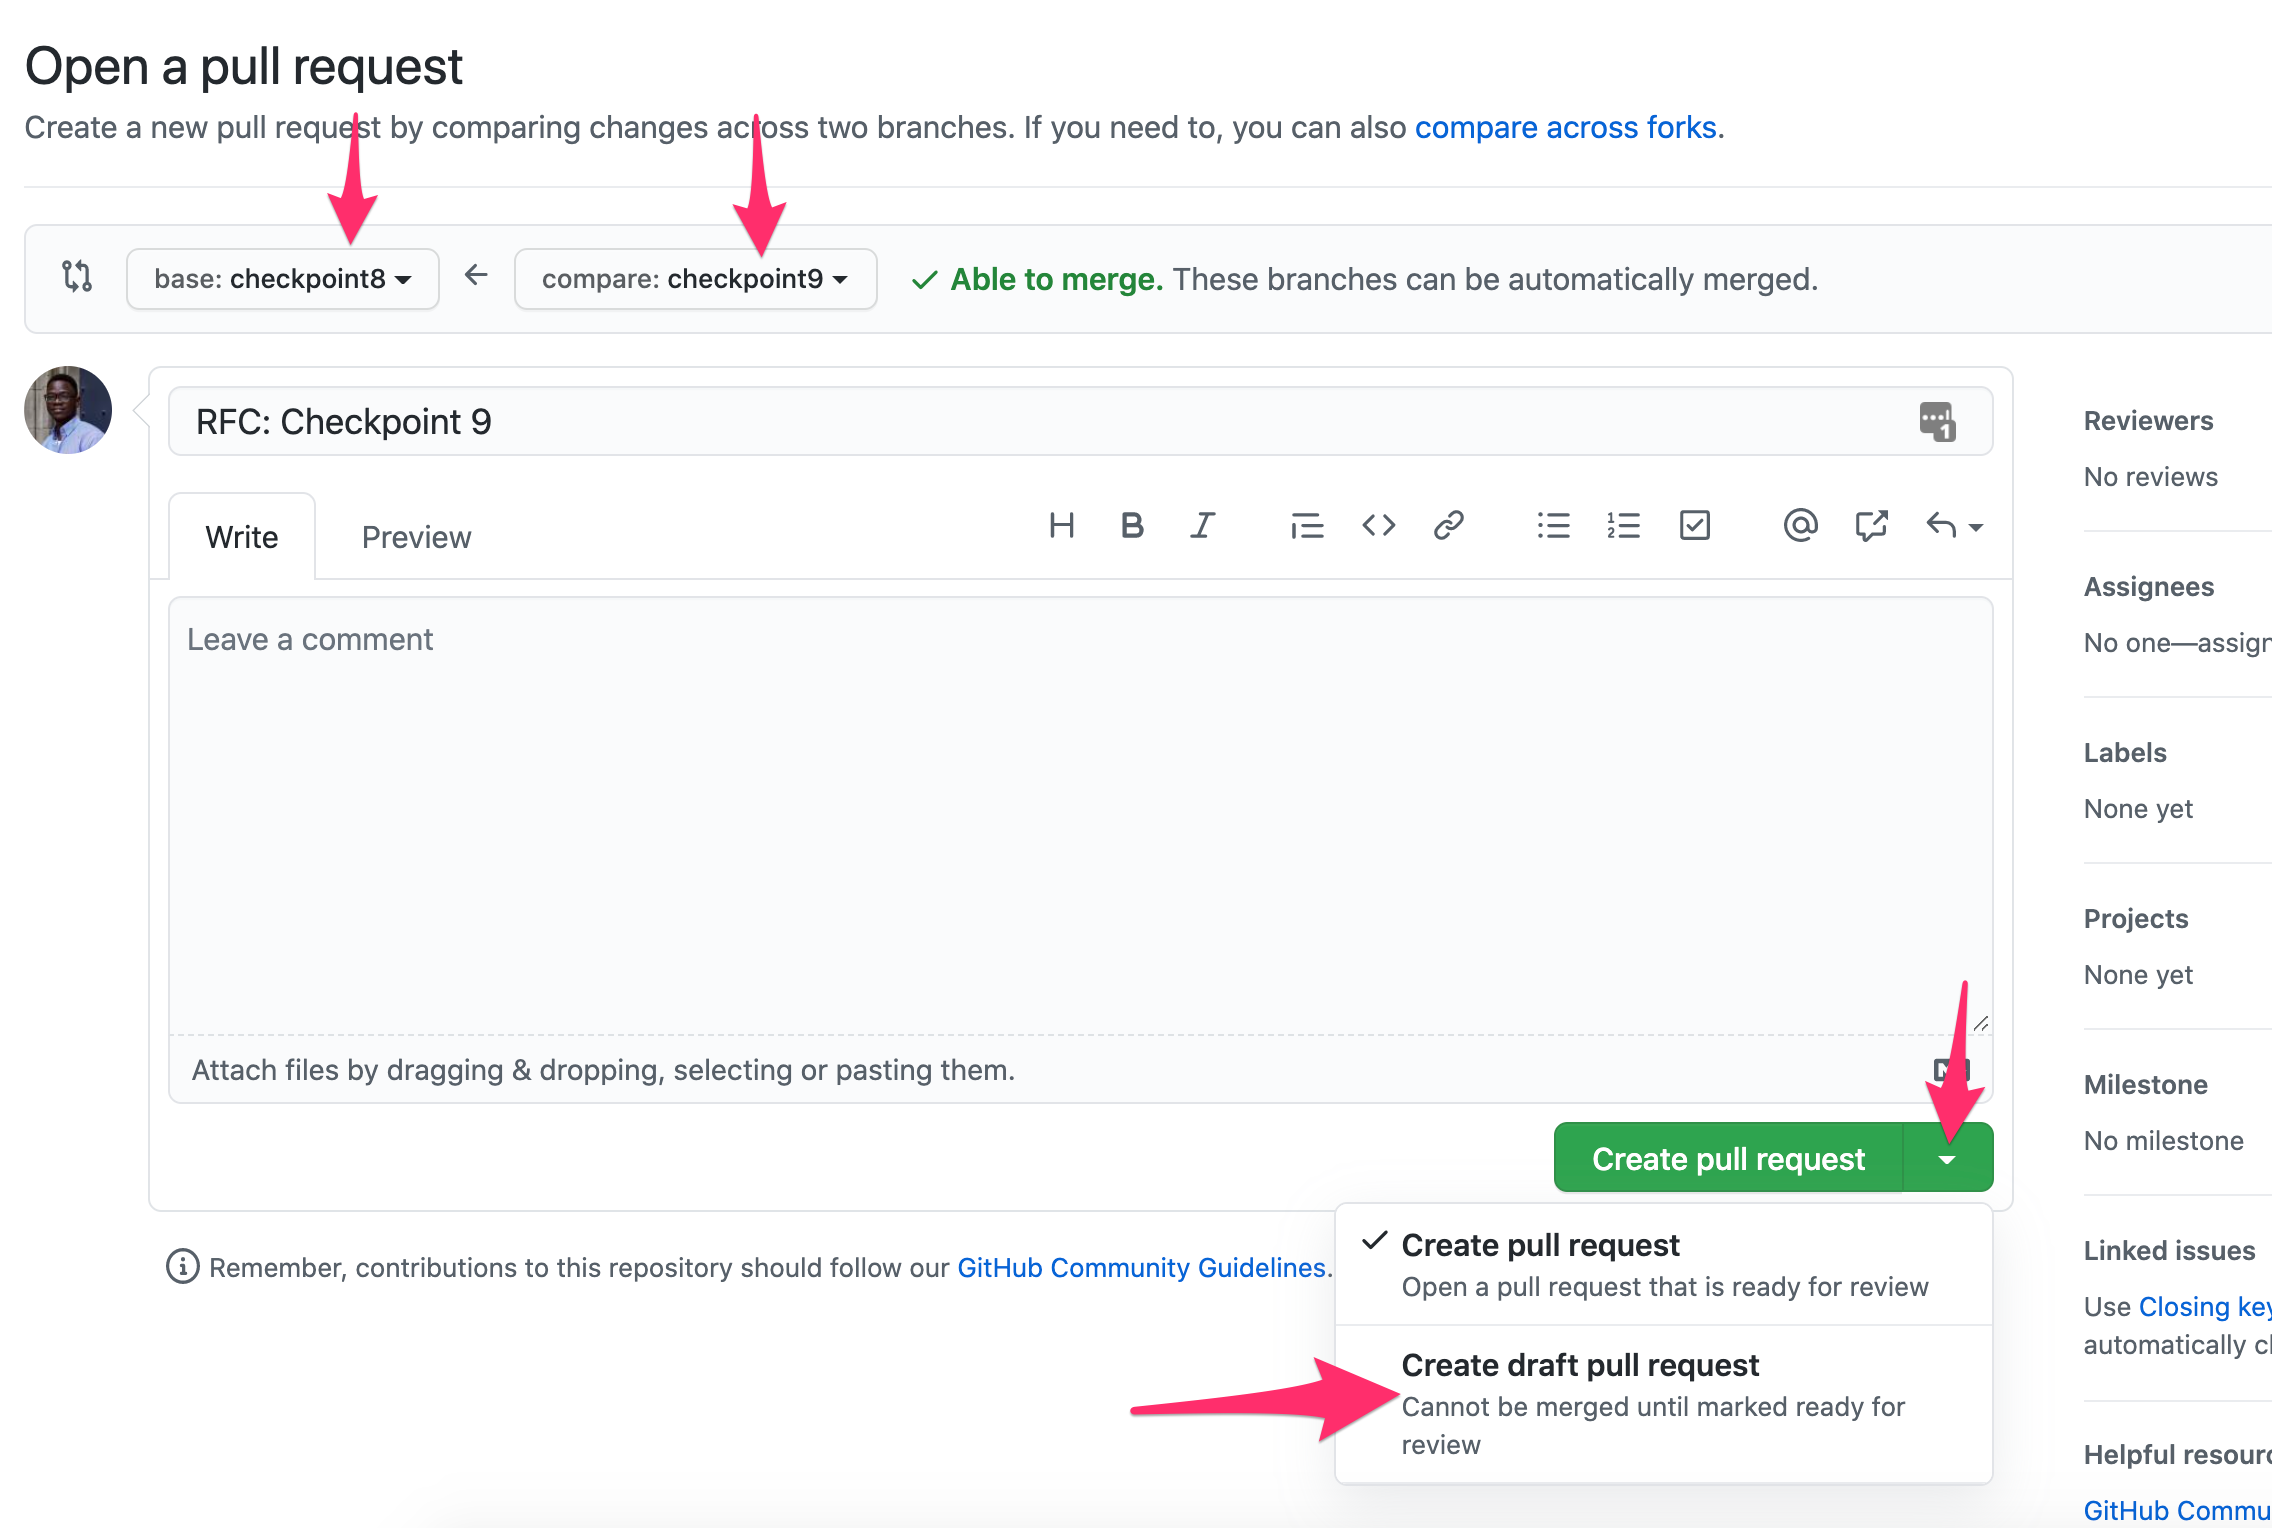 Open a pull request
Create a new pull request by comparing changes across two branches. If you need to, you can also compare across forks.
base: checkpoint8
compare: checkpoint9
Able to merge. These branches can be automatically merged.
RFC: Checkpoint 9
1
Write
Preview
Leave a comment
Attach files by dragging & dropping, selecting or pasting them.
Create pull request
Create pull request
Open a pull request that is ready for review
Create draft pull request
Cannot be merged until marked ready for
review
Remember, contributions to this repository should follow our GitHub Community Guidelines.
Reviewers
No reviews
Assignees
No one—assign
Labels
None yet
Projects
None yet
Milestone
No milestone
Linked issues
Use Closing key
automatically cl
Helpful resourc
GitHub Commu